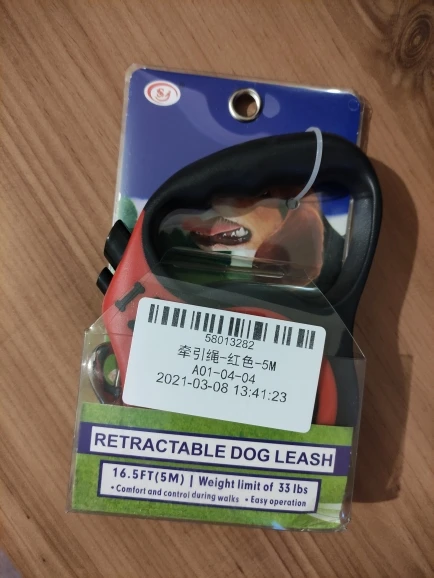 58013282
牵引绳-红色-5M
A01-04-04
2021-03-08 13:41:23
RETRACTABLE DOG LEASH
16.5FT(5M) | Weight limit of 33 lbs
• Comfort and control during walks • Easy operation